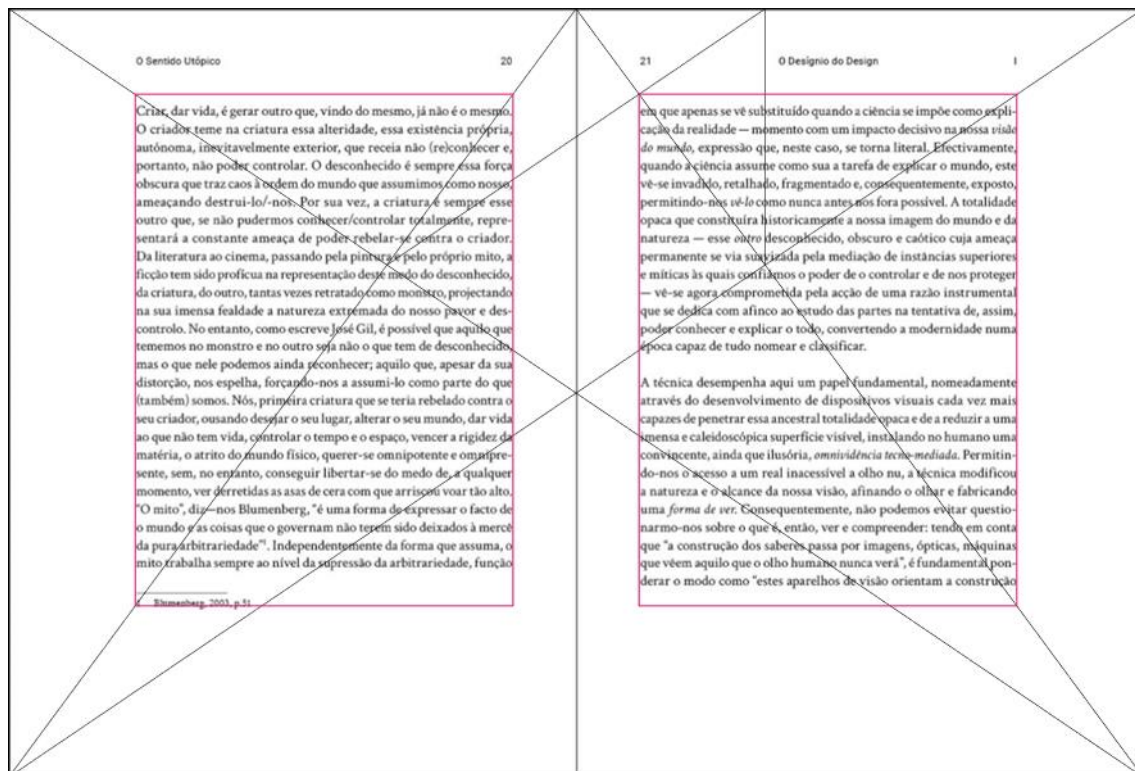 O Sentido Utópico 20
Criar, dar vida, é gerar outro que, vindo do mesmo, já não é o mesmo.
O criador teme na criatura essa alteridade, essa existência própria,
autônoma, inevitavelmente exterior, que receia não (re)conhecer e,
portanto, não poder controlar. O desconhecido é sempre essa força
obscura que traz caos à ordem do mundo que assumimos como nosso,
ameaçando destrui-lo/-nos. Por sua vez, a criatura é sempre esse
outro que, se não pudermos conhecer/controlar totalmente, repre-
sentará a constante ameaça de poder rebelar-se contra o criador.
Da literatura ao cinema, passando pela pintura e pelo próprio mito, a
ficção tem sido profícua na representação deste medo do desconhecido,
da criatura, do outro, tantas vezes retratado como monstro, projectando
na sua imensa fealdade a natureza extremada do nosso pavor e des-
controlo. No entanto, como escreve José Gil, é possível que aquilo que
tememos no monstro e no outro seja não o que tem de desconhecido,
mas o que nele podemos ainda reconhecer; aquilo que, apesar da sua
distorção, nos espelha, forçando-nos a assumi-lo como parte do que
(também) somos. Nós, primeira criatura que se teria rebelado contra o
seu criador, ousando desejar o seu lugar, alterar o seu mundo, dar vida
ao que não tem vida, controlar o tempo e o espaço, vencer a rigidez da
matéria, o atrito do mundo físico, querer-se omnipotente e omnipre-
sente, sem, no entanto, conseguir libertar-se do medo de, a qualquer
momento, ver derretidas as asas de cera com que arriscou voar tão alto.
"O mito", diz—nos Blumenberg, "é uma forma de expressar o facto de
o mundo e as coisas que o governam não terem sido deixados à mercê
da pura arbitrariedade"¹. Independentemente da forma que assuma, o
mito trabalha sempre ao nível da supressão da arbitrariedade, função
1 Blumenberg, 2003, p.51
21 O Desígnio do Design I
em que apenas se vê substituído quando a ciência se impõe como expli-
cação da realidade — momento com um impacto decisivo na nossa visão
do mundo, expressão que, neste caso, se torna literal. Efectivamente,
quando a ciência assume como sua a tarefa de explicar o mundo, este
vê-se invadido, retalhado, fragmentado e, consequentemente, exposto,
permitindo-nos vê-lo como nunca antes nos fora possível. A totalidade
opaca que constituíra historicamente a nossa imagem do mundo e da
natureza — esse outro desconhecido, obscuro e caótico cuja ameaça
permanente se via suavizada pela mediação de instâncias superiores
e míticas às quais confiámos o poder de o controlar e de nos proteger
— vê-se agora comprometida pela acção de uma razão instrumental
que se dedica com afinco ao estudo das partes na tentativa de, assim,
poder conhecer e explicar o todo, convertendo a modernidade numa
época capaz de tudo nomear e classificar.
A técnica desempenha aqui um papel fundamental, nomeadamente
através do desenvolvimento de dispositivos visuais cada vez mais
capazes de penetrar essa ancestral totalidade opaca e de a reduzir a uma
imensa e caleidoscópica superfície visível, instalando no humano uma
convincente, ainda que ilusória, omnividência tecno-mediada. Permitin-
do-nos o acesso a um real inacessível a olho nu, a técnica modificou
a natureza e o alcance da nossa visão, afinando o olhar e fabricando
uma forma de ver. Consequentemente, não podemos evitar questio-
narmo-nos sobre o que é, então, ver e compreender: tendo em conta
que "a construção dos saberes passa por imagens, ópticas, máquinas
que vêem aquilo que o olho humano nunca verá", é fundamental pon-
derar o modo como "estes aparelhos de visão orientam a construção